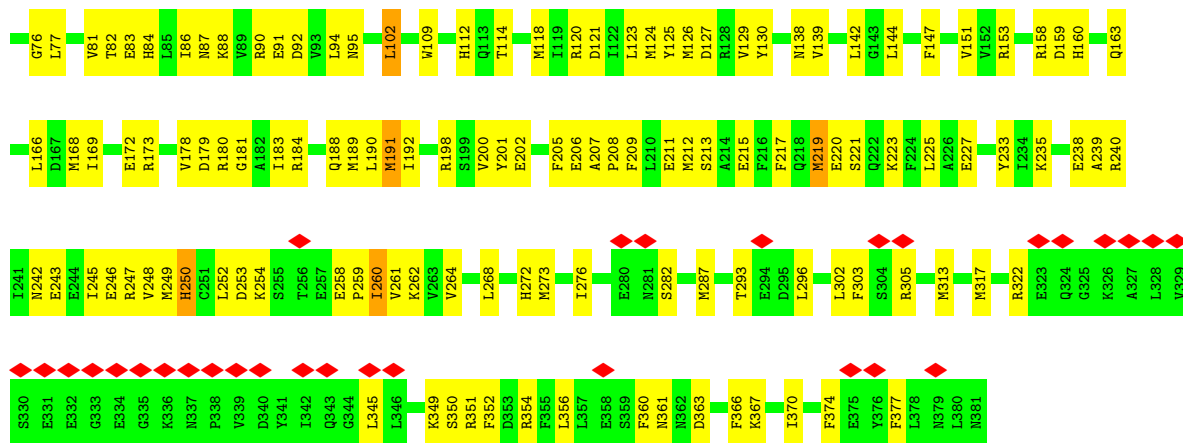 G76 L77 V81 T82 E83 H84 L85 I86 N87 K88 V89 R90 E91 D92 V93 L94 N95 L102 W109 H112 Q113 T114 M118 I119 R120 D121 I122 L123 M124 Y125 M126 D127 R128 V129 Y130 N138 V139 L142 G143 L144 F147 V151 V152 R153 R158 D159 H160 Q163
L166 D167 M168 I169 E172 R173 V178 D179 R180 G181 A182 I183 R184 Q188 M189 L190 M191 I192 R198 S199 V200 Y201 E202 F205 E206 A207 P208 F209 L210 E211 M212 S213 A214 E215 F216 F217 Q218 M219 E220 S221 Q222 K223 F224 L225 A226 E227 Y233 I234 K235 E238 A239 R240
I241 N242 E243 E244 I245 E246 R247 V248 M249 H250 C251 L252 D253 K254 S255 T256 E257 E258 P259 I260 V261 K262 V263 V264 L268 H272 M273 I276 E280 N281 S282 M287 T293 E294 D295 L296 L302 F303 S304 R305 M313 M317 R322 E323 Q324 G325 K326 A327 L328 V329
S330 E331 E332 G333 E334 G335 K336 N337 P338 V339 D340 Y341 I342 Q343 G344 L345 L346 K349 S350 R351 F352 D353 R354 F355 L356 L357 E358 S359 F360 N361 N362 D363 F366 K367 I370 F374 E375 Y376 F377 L378 N379 L380 N381